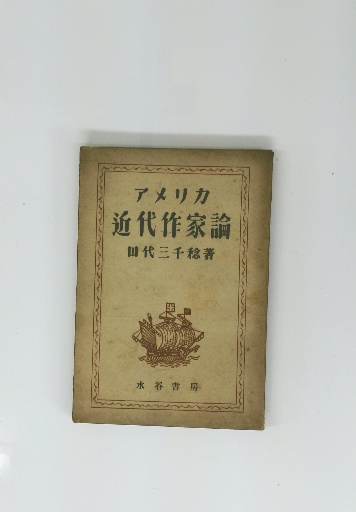 アメリカ
近代作家論
田代三千稔著
水谷書房